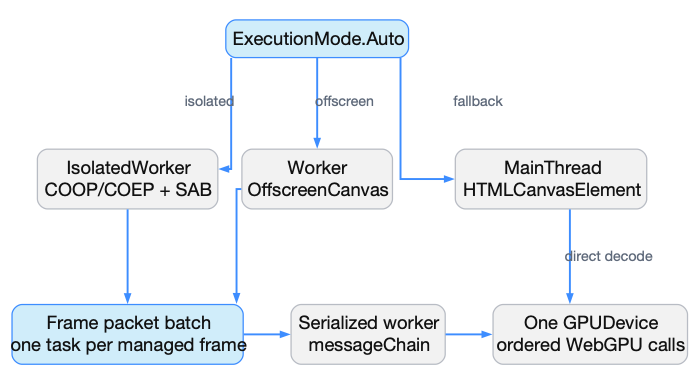 ExecutionMode.Auto
isolated
offscreen
fallback
IsolatedWorker
COOP/COEP + SAB
Worker
OffscreenCanvas
MainThread
HTMLCanvasElement
direct decode
Frame packet batch
one task per managed frame
Serialized worker
messageChain
One GPUDevice
ordered WebGPU calls